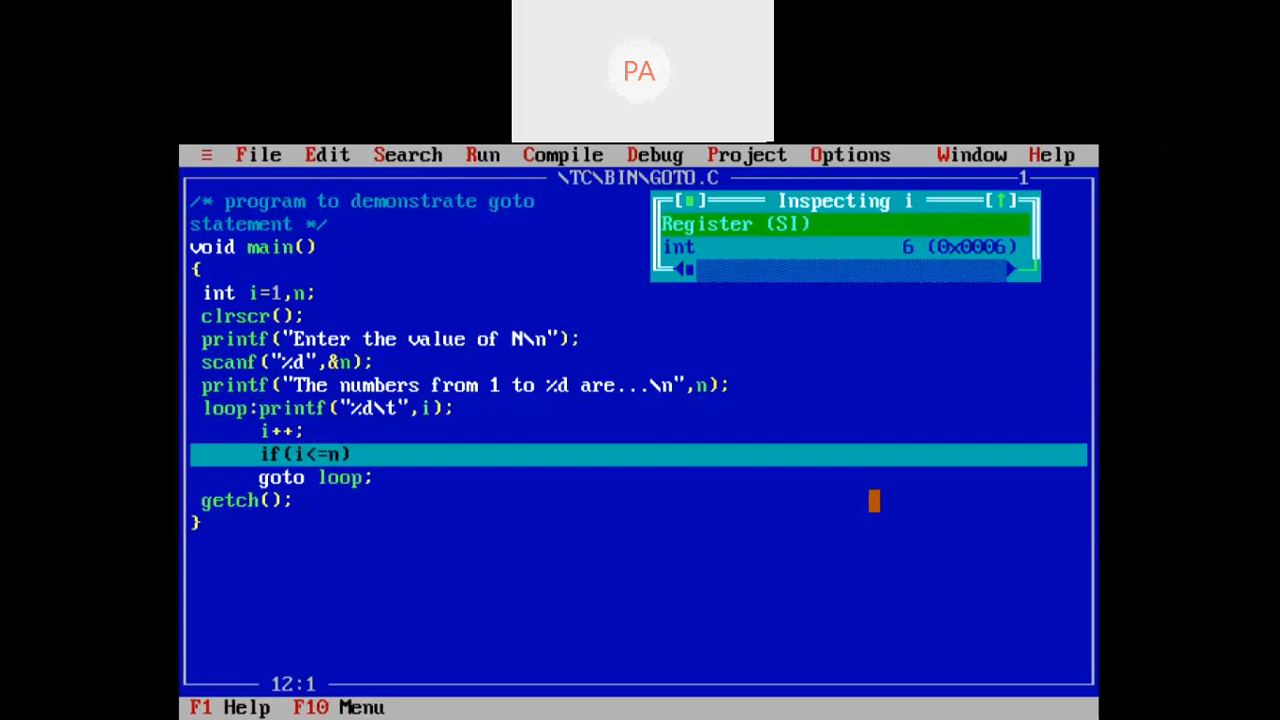 PA
≡ File Edit Search Run Compile Debug Project Options Window Help
\TC\BIN\GOTO.C 1
/* program to demonstrate goto
statement */
void main()
{
int i=1,n;
clrscr();
printf("Enter the value of N\n");
scanf("%d",&n);
printf("The numbers from 1 to %d are...\n",n);
loop:printf("%d\t",i);
i++;
if(i<=n)
goto loop;
getch();
}
[■] Inspecting i [↑]
Register (SI)
int 6 (0x0006)
12:1
F1 Help F10 Menu